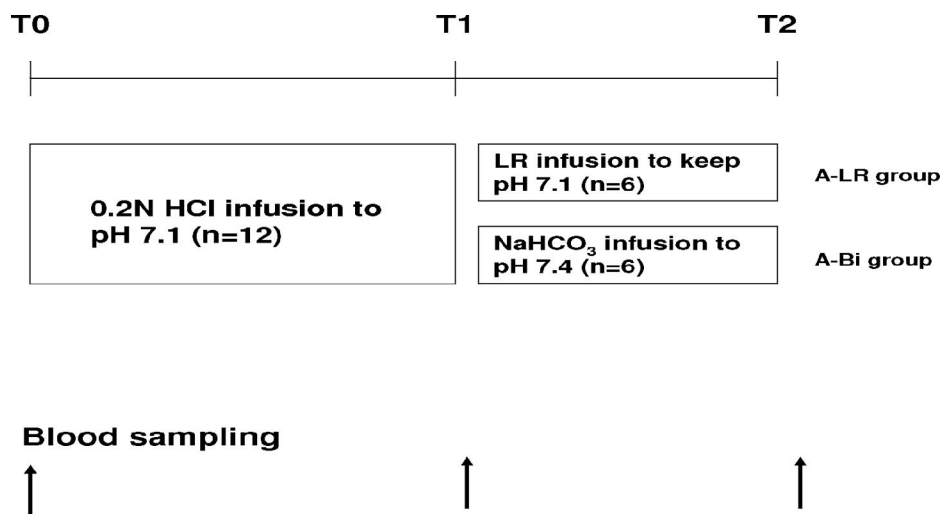 T0 T1 T2
0.2N HCl infusion to
pH 7.1 (n=12)
LR infusion to keep
pH 7.1 (n=6)
A-LR group
NaHCO₃ infusion to
pH 7.4 (n=6)
A-Bi group
Blood sampling